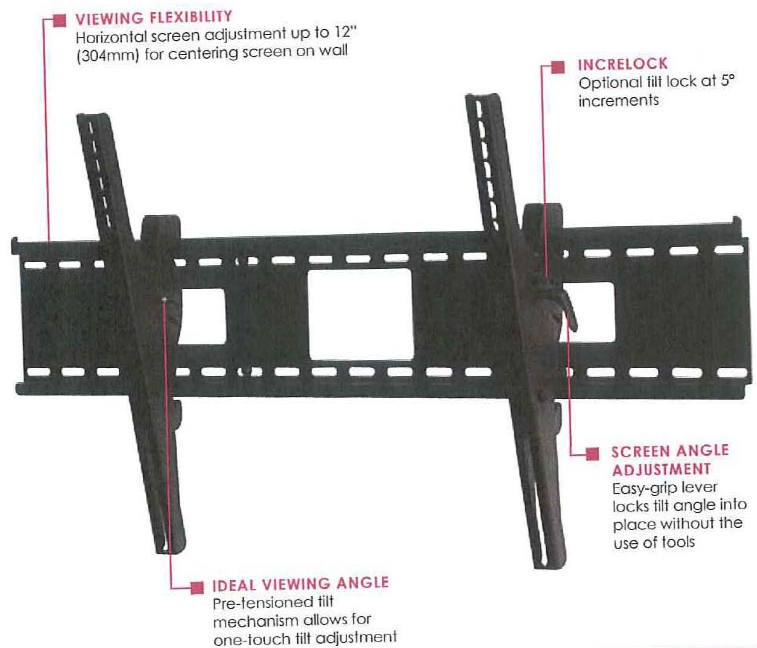 VIEWING FLEXIBILITY
Horizontal screen adjustment up to 12"
(304mm) for centering screen on wall
INCRELOCK
Optional tilt lock at 5°
increments
SCREEN ANGLE
ADJUSTMENT
Easy-grip lever
locks tilt angle into
place without the
use of tools
IDEAL VIEWING ANGLE
Pre-tensioned tilt
mechanism allows for
one-touch tilt adjustment